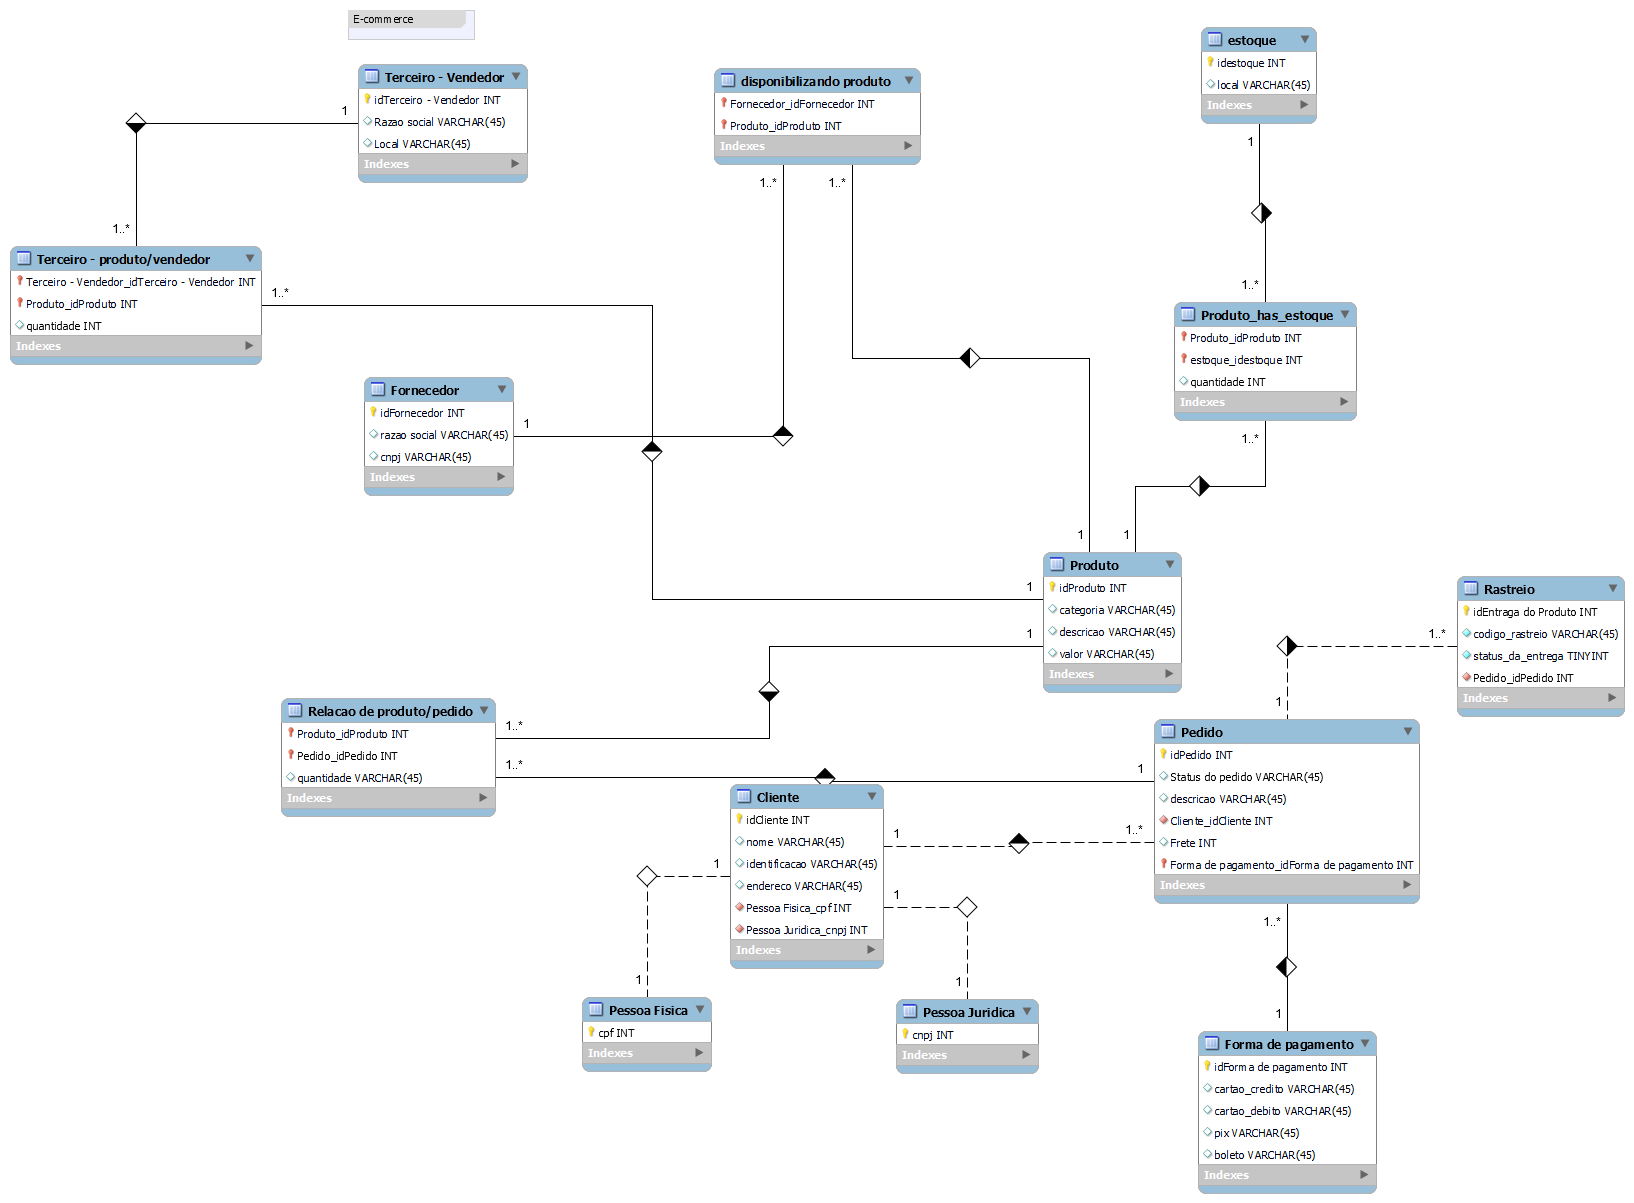 E-commerce
Terceiro - Vendedor
idTerceiro - Vendedor INT
Razao social VARCHAR(45)
Local VARCHAR(45)
Indexes
disponibilizando produto
Fornecedor_idFornecedor INT
Produto_idProduto INT
Indexes
estoque
idestoque INT
local VARCHAR(45)
Indexes
1
1..*
1..*
1..*
1
1..*
Terceiro - produto/vendedor
Terceiro - Vendedor_idTerceiro - Vendedor INT
Produto_idProduto INT
quantidade INT
Indexes
1..*
Produto_has_estoque
Produto_idProduto INT
estoque_idestoque INT
quantidade INT
Indexes
1..*
Fornecedor
idFornecedor INT
razao social VARCHAR(45)
cnpj VARCHAR(45)
Indexes
1
1
1
Produto
idProduto INT
categoria VARCHAR(45)
descricao VARCHAR(45)
valor VARCHAR(45)
Indexes
1
1
Rastreio
idEntraga do Produto INT
codigo_rastreio VARCHAR(45)
status_da_entrega TINYINT
Pedido_idPedido INT
Indexes
1..*
1
Relacao de produto/pedido
Produto_idProduto INT
Pedido_idPedido INT
quantidade VARCHAR(45)
Indexes
1..*
1..*
1
Pedido
idPedido INT
Status do pedido VARCHAR(45)
descricao VARCHAR(45)
Cliente_idCliente INT
Frete INT
Forma de pagamento_idForma de pagamento INT
Indexes
Cliente
idCliente INT
nome VARCHAR(45)
identificacao VARCHAR(45)
endereco VARCHAR(45)
Pessoa Fisica_cpf INT
Pessoa Juridica_cnpj INT
Indexes
1
1..*
1
1
1
1
1..*
1
Pessoa Fisica
cpf INT
Indexes
Pessoa Juridica
cnpj INT
Indexes
Forma de pagamento
idForma de pagamento INT
cartao_credito VARCHAR(45)
cartao_debito VARCHAR(45)
pix VARCHAR(45)
boleto VARCHAR(45)
Indexes